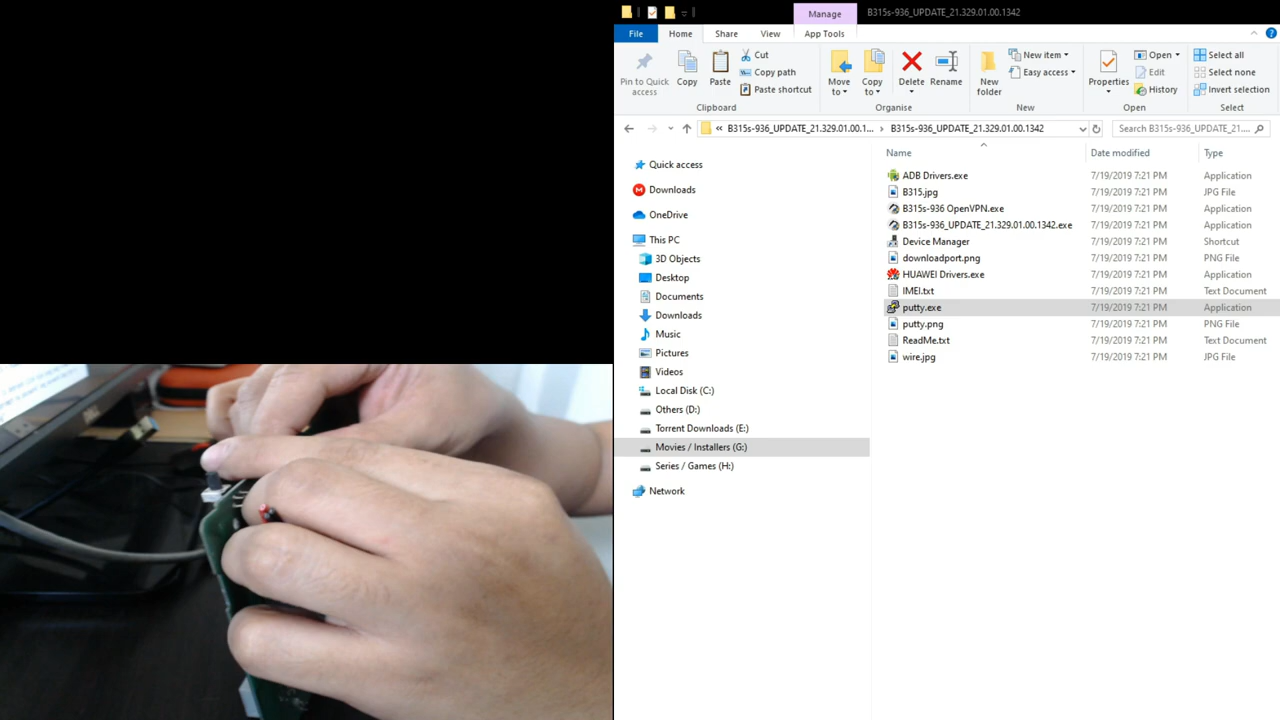 Manage
B315s-936_UPDATE_21.329.01.00.1342
File
Home
Share
View
App Tools
Pin to Quick
access
Copy
Paste
Cut
Copy path
Paste shortcut
Clipboard
Move
to
Copy
to
Delete
Rename
Organise
New
folder
New item
Easy access
New
Properties
Open
Edit
History
Open
Select all
Select none
Invert selection
Select
« B315s-936_UPDATE_21.329.01.00.1... > B315s-936_UPDATE_21.329.01.00.1342
Search B315s-936_UPDATE_21....
Quick access
Downloads
OneDrive
This PC
3D Objects
Desktop
Documents
Downloads
Music
Pictures
Videos
Local Disk (C:)
Others (D:)
Torrent Downloads (E:)
Movies / Installers (G:)
Series / Games (H:)
Network
Name Date modified Type
ADB Drivers.exe 7/19/2019 7:21 PM Application
B315.jpg 7/19/2019 7:21 PM JPG File
B315s-936 OpenVPN.exe 7/19/2019 7:21 PM Application
B315s-936_UPDATE_21.329.01.00.1342.exe 7/19/2019 7:21 PM Application
Device Manager 7/19/2019 7:21 PM Shortcut
downloadport.png 7/19/2019 7:21 PM PNG File
HUAWEI Drivers.exe 7/19/2019 7:21 PM Application
IMEI.txt 7/19/2019 7:21 PM Text Document
putty.exe 7/19/2019 7:21 PM Application
putty.png 7/19/2019 7:21 PM PNG File
ReadMe.txt 7/19/2019 7:21 PM Text Document
wire.jpg 7/19/2019 7:21 PM JPG File